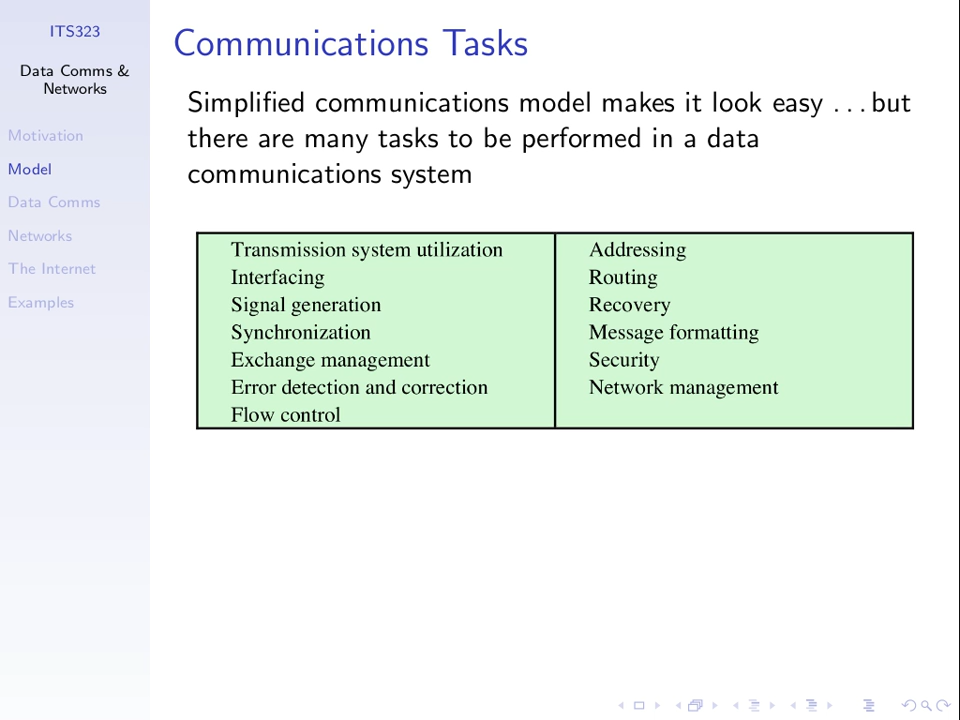 ITS323
Data Comms &
Networks
Motivation
Model
Data Comms
Networks
The Internet
Examples
Communications Tasks
Simplified communications model makes it look easy . . . but
there are many tasks to be performed in a data
communications system
Transmission system utilization
Interfacing
Signal generation
Synchronization
Exchange management
Error detection and correction
Flow control
Addressing
Routing
Recovery
Message formatting
Security
Network management